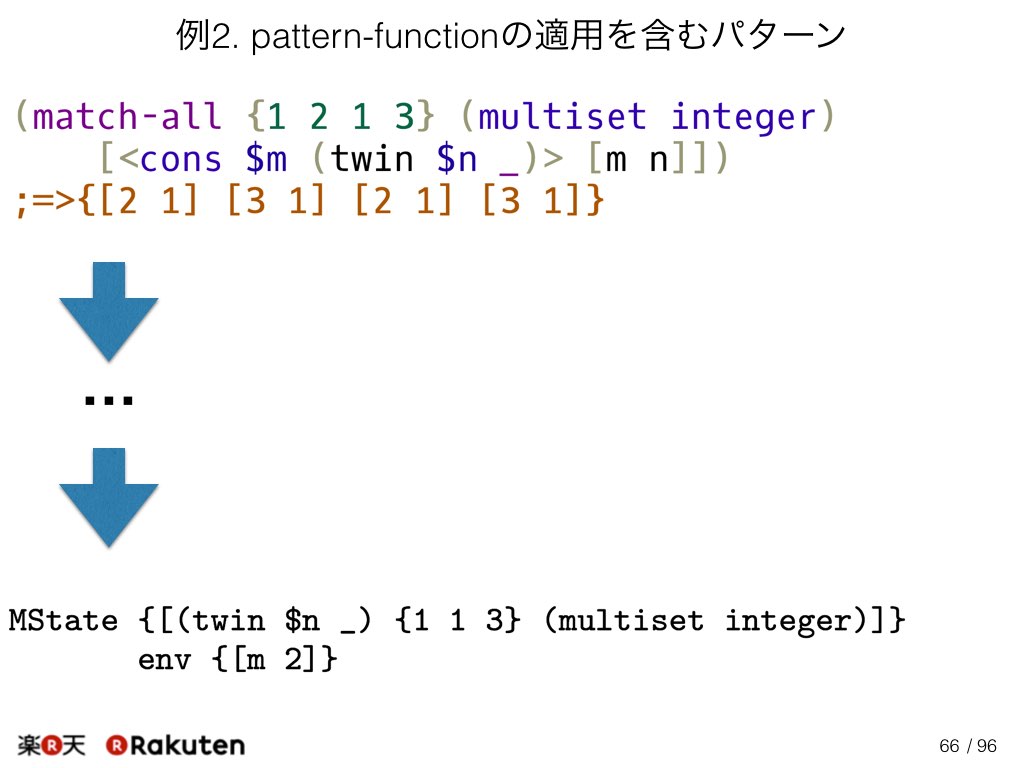 例2. pattern-functionの適用を含むパターン
(match-all {1 2 1 3} (multiset integer)
    [<cons $m (twin $n _)> [m n]])
;=>{[2 1] [3 1] [2 1] [3 1]}
...
MState {[(twin $n _) {1 1 3} (multiset integer)]}
       env {[m 2]}
楽R天 R Rakuten
66 / 96